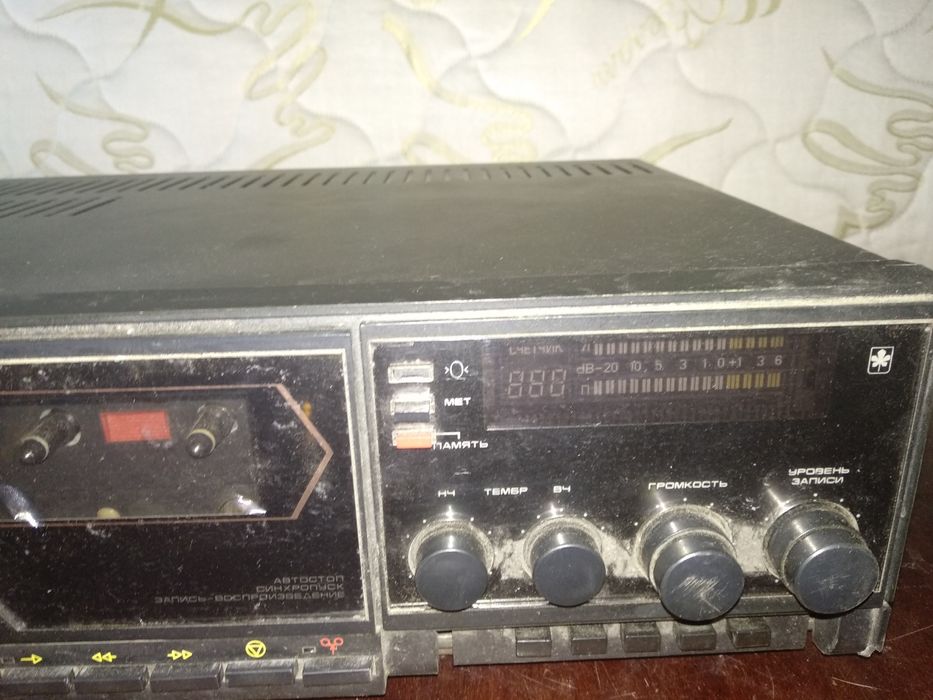 СЧЕТЧИК Л
dB-20 10 5 3 1 0 +1 3 6
П
›0‹
МЕТ
ПАМЯТЬ
НЧ ТЕМБР ВЧ
ГРОМКОСТЬ
УРОВЕНЬ
ЗАПИСИ
АВТОСТОП
СИНХРОПУСК
ЗАПИСЬ-ВОСПРОИЗВЕДЕНИЕ